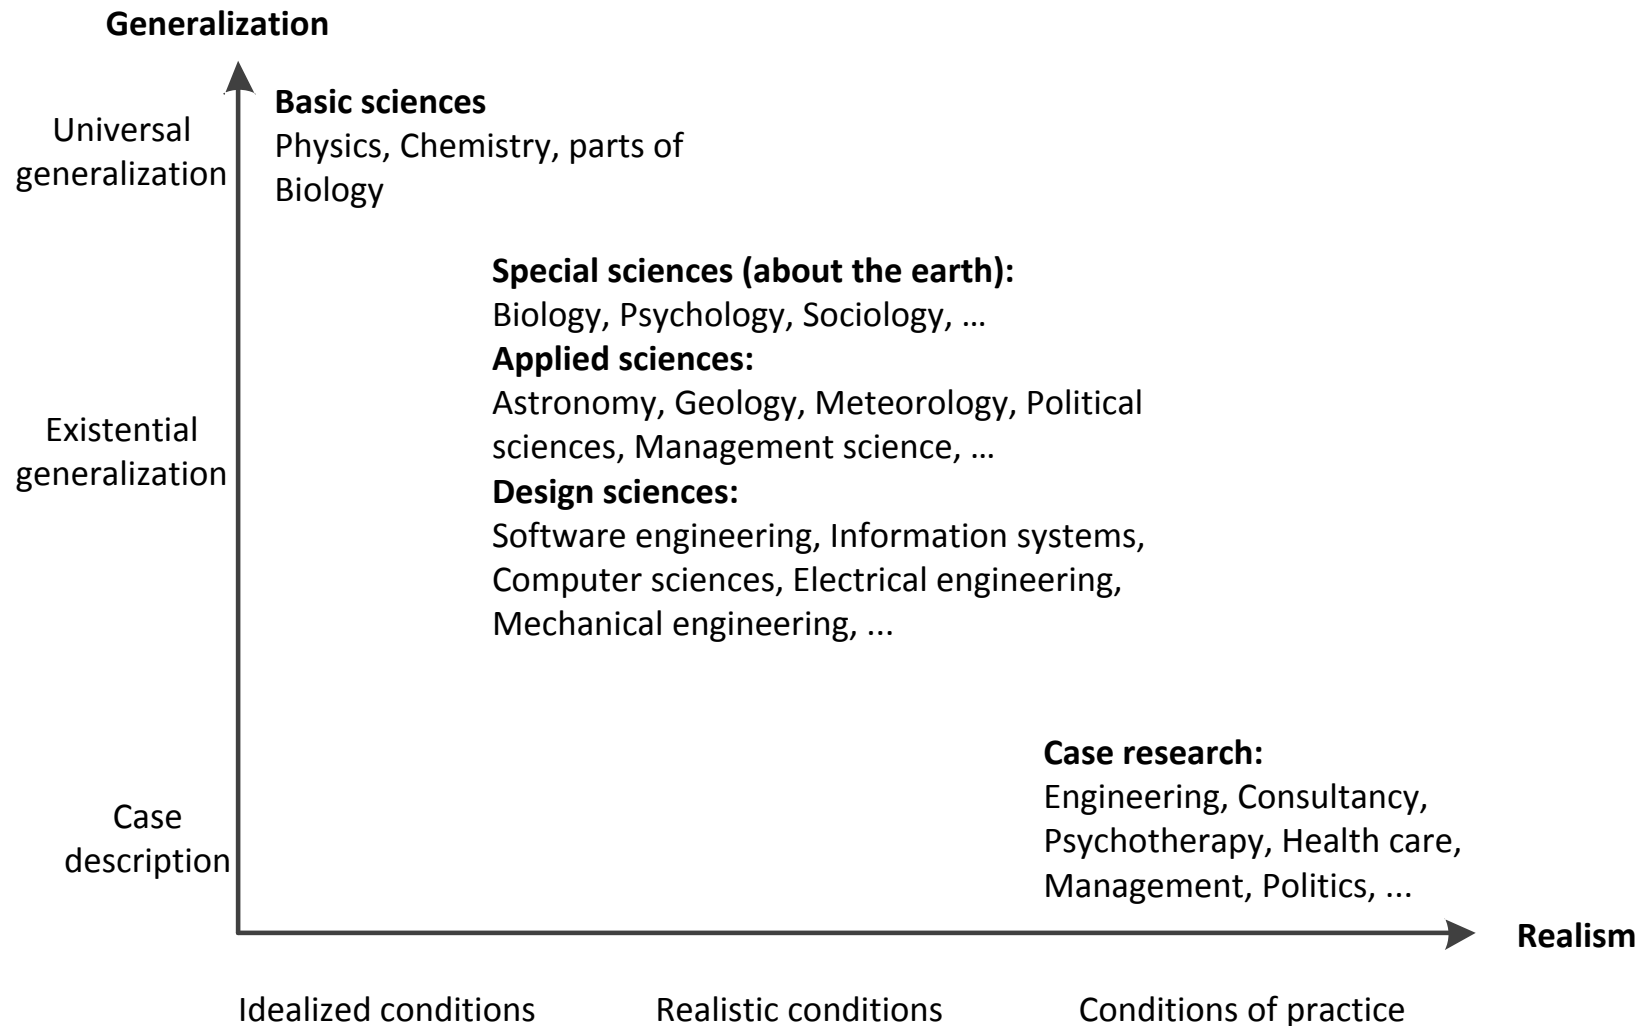 Generalization
Universal
generalization
Basic sciences
Physics, Chemistry, parts of
Biology
Special sciences (about the earth):
Biology, Psychology, Sociology, …
Applied sciences:
Astronomy, Geology, Meteorology, Political
sciences, Management science, …
Existential
generalization
Design sciences:
Software engineering, Information systems,
Computer sciences, Electrical engineering,
Mechanical engineering, ...
Case
description
Case research:
Engineering, Consultancy,
Psychotherapy, Health care,
Management, Politics, ...
Realism
Idealized conditions
Realistic conditions
Conditions of practice